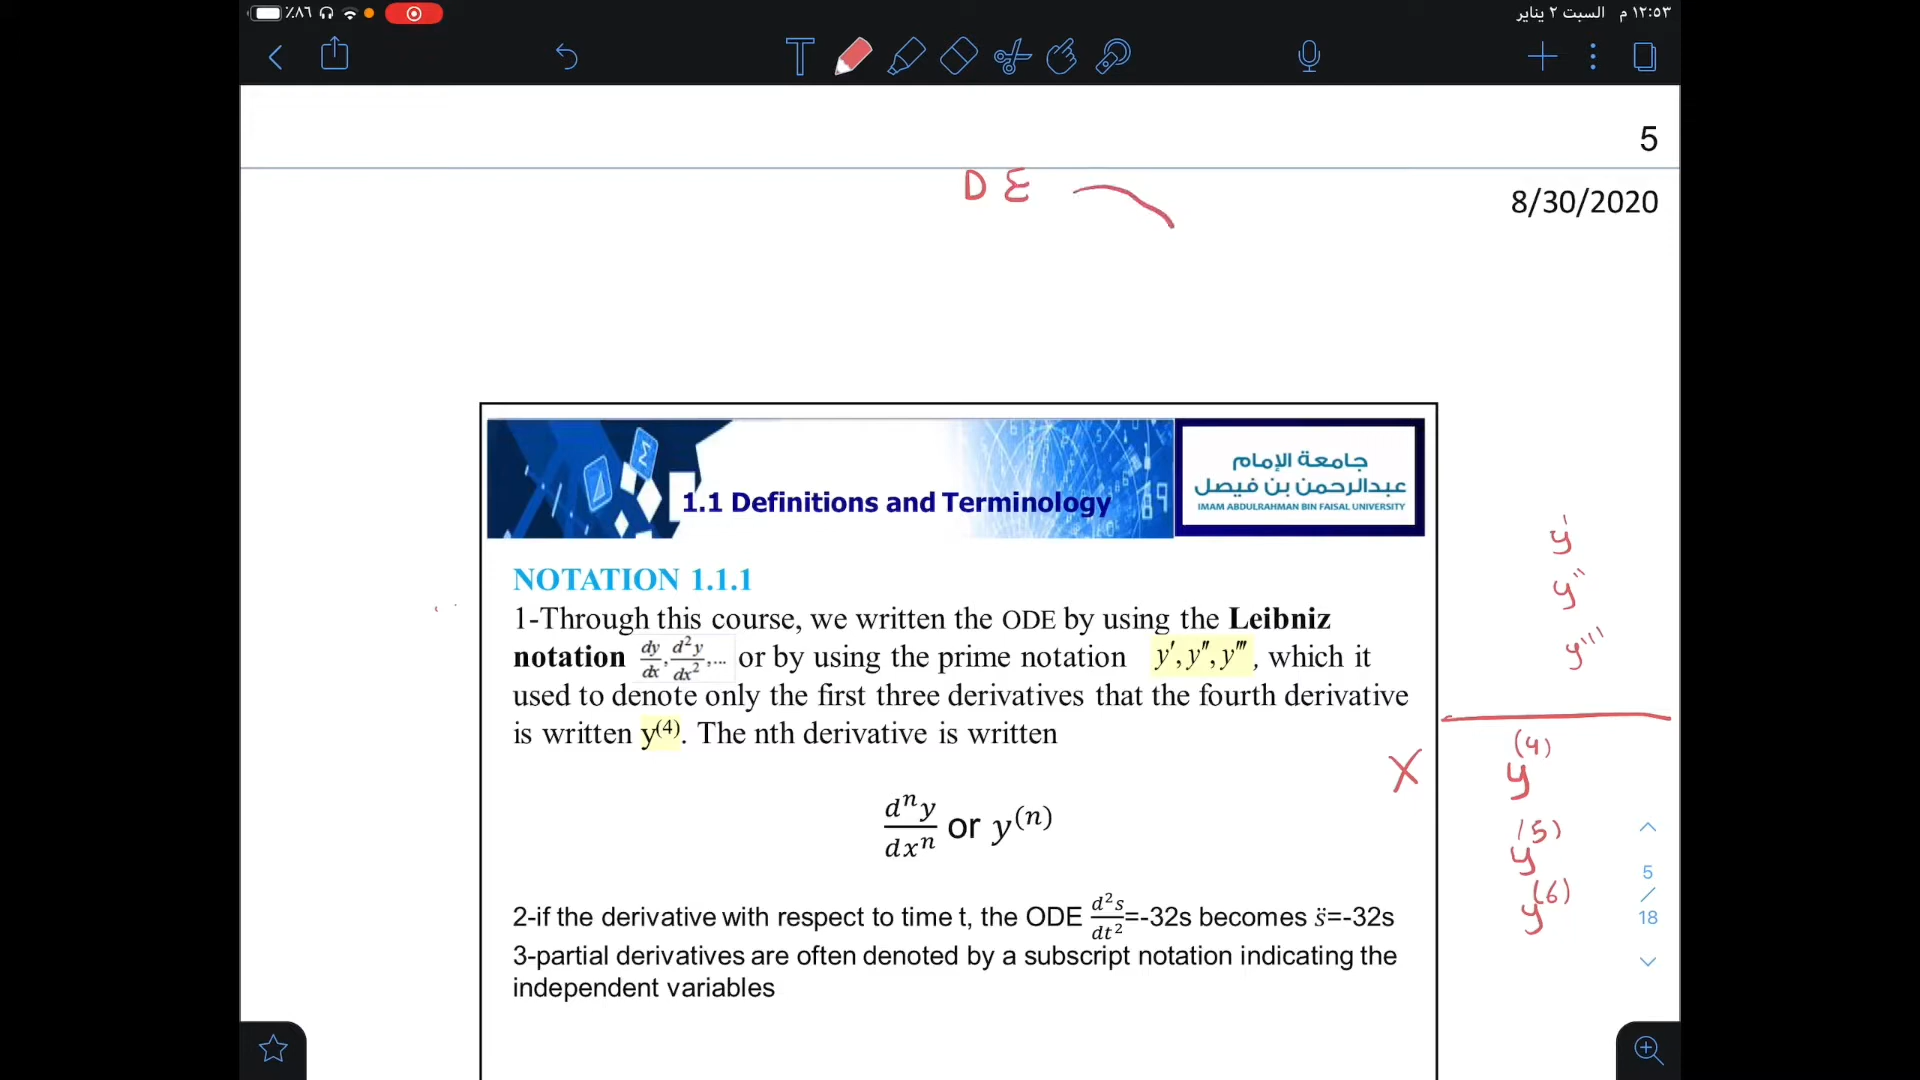 ٪٨٦
١٢:٥٣ م السبت ٢ يناير
5
8/30/2020
D E
1.1 Definitions and Terminology
جامعة الإمام
عبدالرحمن بن فيصل
IMAM ABDULRAHMAN BIN FAISAL UNIVERSITY
NOTATION 1.1.1
1-Through this course, we written the ODE by using the Leibniz
notation dy/dx, d²y/dx²,... or by using the prime notation y′, y″, y‴, which it
used to denote only the first three derivatives that the fourth derivative
is written y⁽⁴⁾. The nth derivative is written
dⁿy/dxⁿ or y⁽ⁿ⁾
2-if the derivative with respect to time t, the ODE d²s/dt²=-32s becomes s̈=-32s
3-partial derivatives are often denoted by a subscript notation indicating the
independent variables
y'
y''
y'''
X
y(4)
y(5)
y(6)
5
/
18